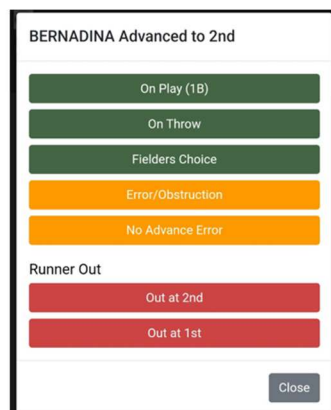 BERNADINA Advanced to 2nd
On Play (1B)
On Throw
Fielders Choice
Error/Obstruction
No Advance Error
Runner Out
Out at 2nd
Out at 1st
Close